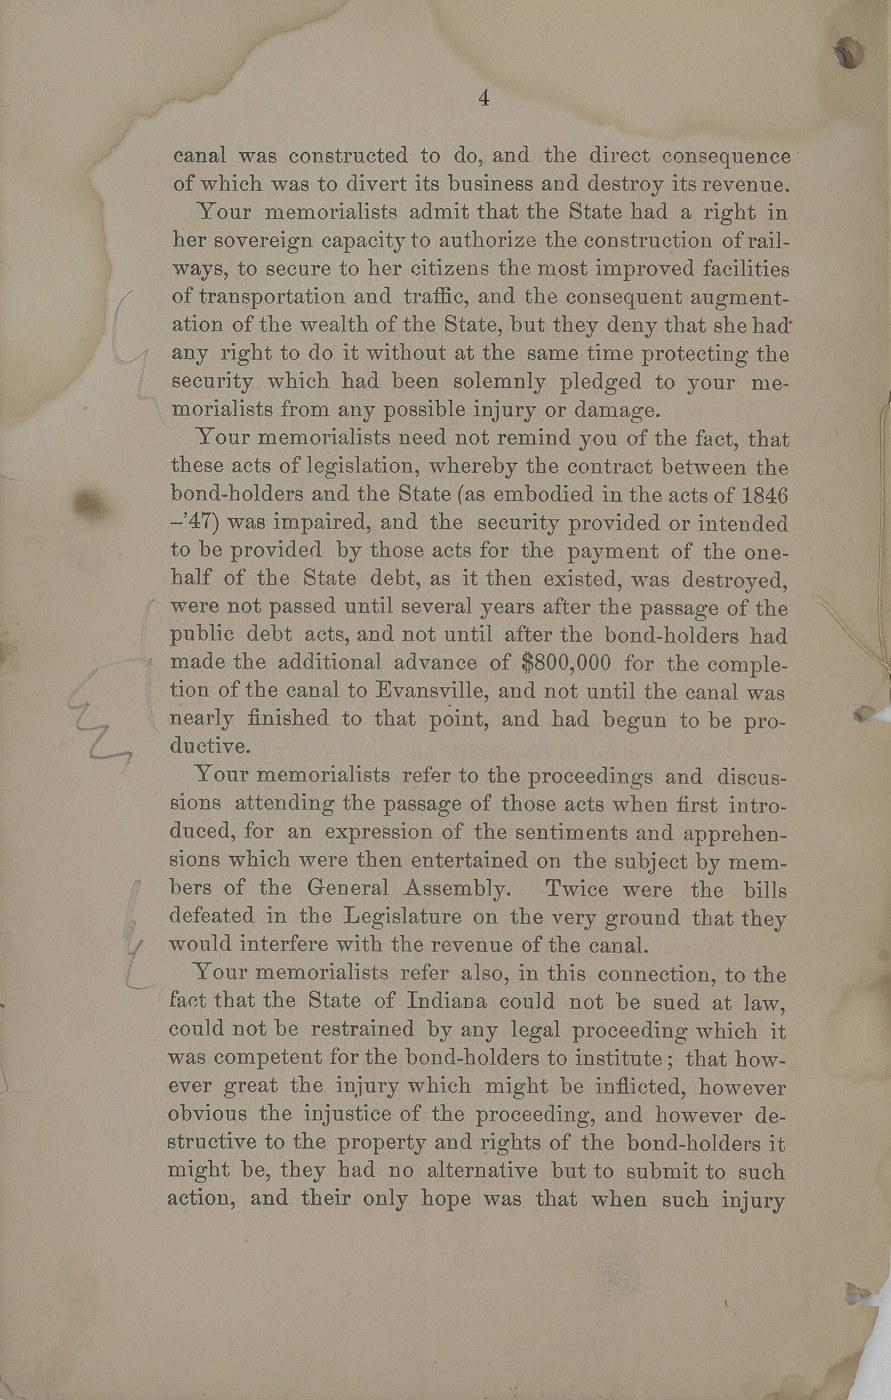 4
canal was constructed to do, and the direct consequence
of which was to divert its business and destroy its revenue.
Your memorialists admit that the State had a right in
her sovereign capacity to authorize the construction of rail-
ways, to secure to her citizens the most improved facilities
of transportation and traffic, and the consequent augment-
ation of the wealth of the State, but they deny that she had
any right to do it without at the same time protecting the
security which had been solemnly pledged to your me-
morialists from any possible injury or damage.
Your memorialists need not remind you of the fact, that
these acts of legislation, whereby the contract between the
bond-holders and the State (as embodied in the acts of 1846
–’47) was impaired, and the security provided or intended
to be provided by those acts for the payment of the one-
half of the State debt, as it then existed, was destroyed,
were not passed until several years after the passage of the
public debt acts, and not until after the bond-holders had
made the additional advance of $800,000 for the comple-
tion of the canal to Evansville, and not until the canal was
nearly finished to that point, and had begun to be pro-
ductive.
Your memorialists refer to the proceedings and discus-
sions attending the passage of those acts when first intro-
duced, for an expression of the sentiments and apprehen-
sions which were then entertained on the subject by mem-
bers of the General Assembly. Twice were the bills
defeated in the Legislature on the very ground that they
would interfere with the revenue of the canal.
Your memorialists refer also, in this connection, to the
fact that the State of Indiana could not be sued at law,
could not be restrained by any legal proceeding which it
was competent for the bond-holders to institute; that how-
ever great the injury which might be inflicted, however
obvious the injustice of the proceeding, and however de-
structive to the property and rights of the bond-holders it
might be, they had no alternative but to submit to such
action, and their only hope was that when such injury